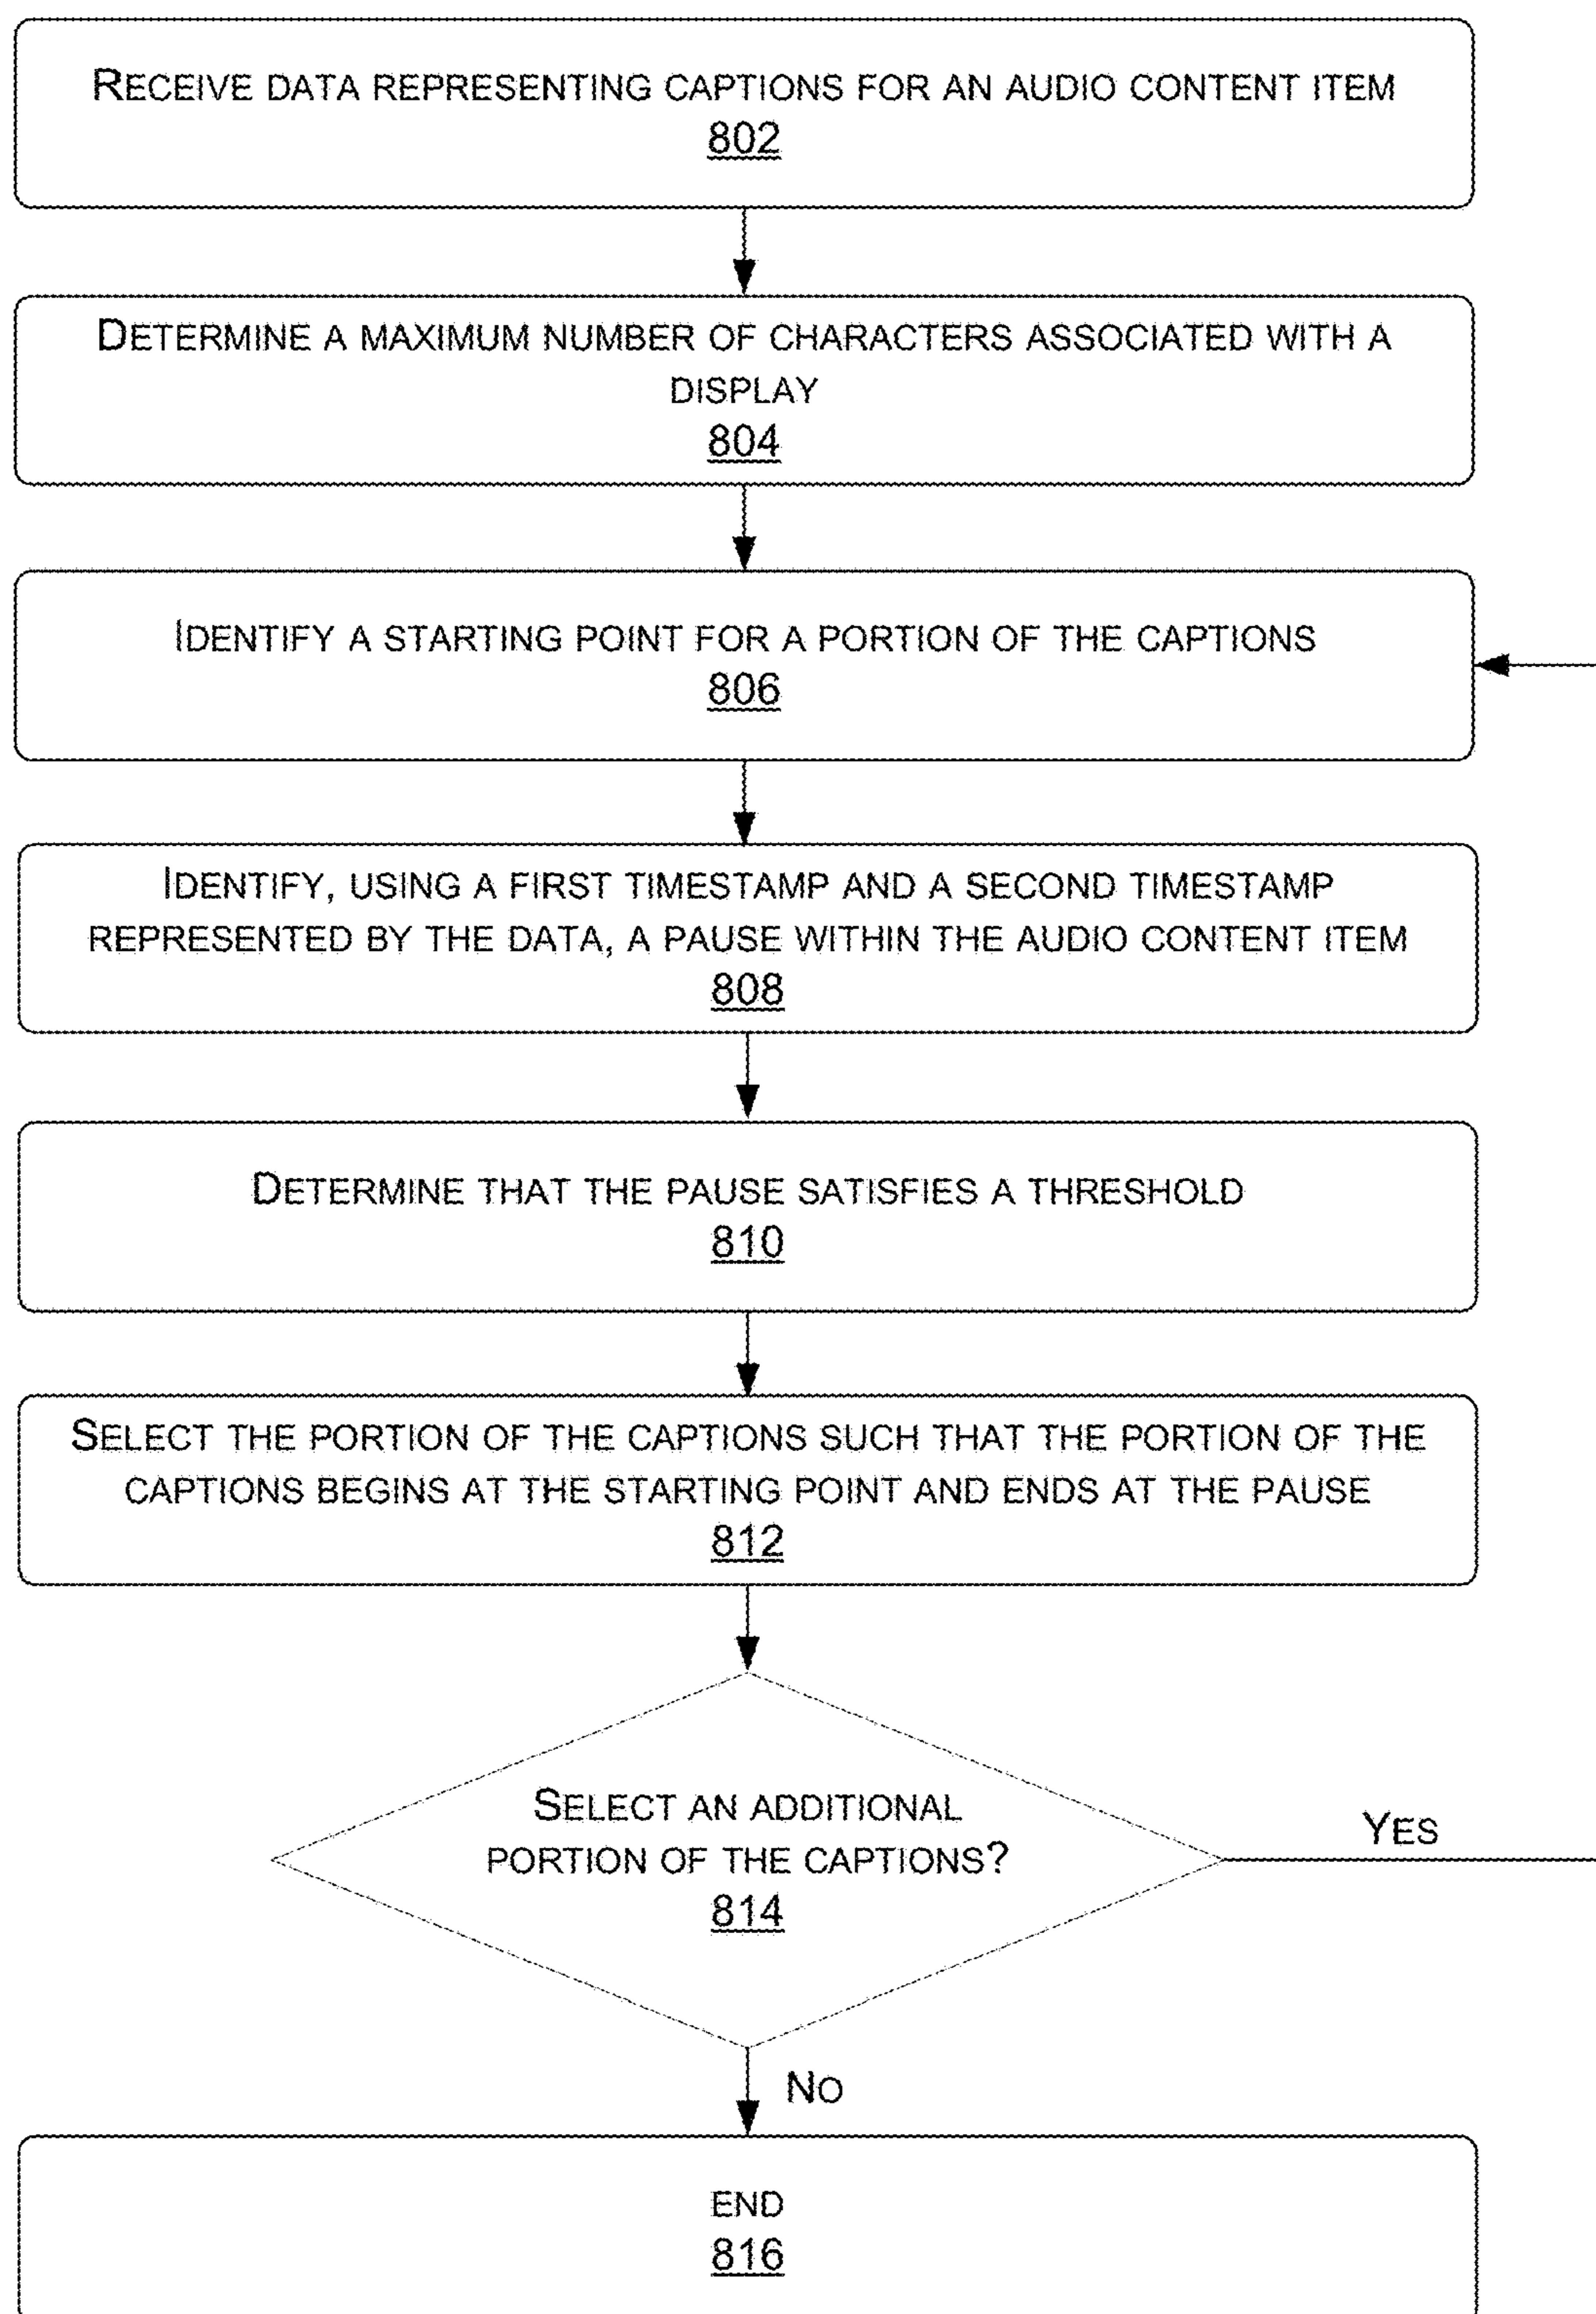 RECEIVE DATA REPRESENTING CAPTIONS FOR AN AUDIO CONTENT ITEM
802
DETERMINE A MAXIMUM NUMBER OF CHARACTERS ASSOCIATED WITH A
DISPLAY
804
IDENTIFY A STARTING POINT FOR A PORTION OF THE CAPTIONS
806
IDENTIFY, USING A FIRST TIMESTAMP AND A SECOND TIMESTAMP
REPRESENTED BY THE DATA, A PAUSE WITHIN THE AUDIO CONTENT ITEM
808
DETERMINE THAT THE PAUSE SATISFIES A THRESHOLD
810
SELECT THE PORTION OF THE CAPTIONS SUCH THAT THE PORTION OF THE
CAPTIONS BEGINS AT THE STARTING POINT AND ENDS AT THE PAUSE
812
SELECT AN ADDITIONAL
PORTION OF THE CAPTIONS?
814
YES
NO
END
816